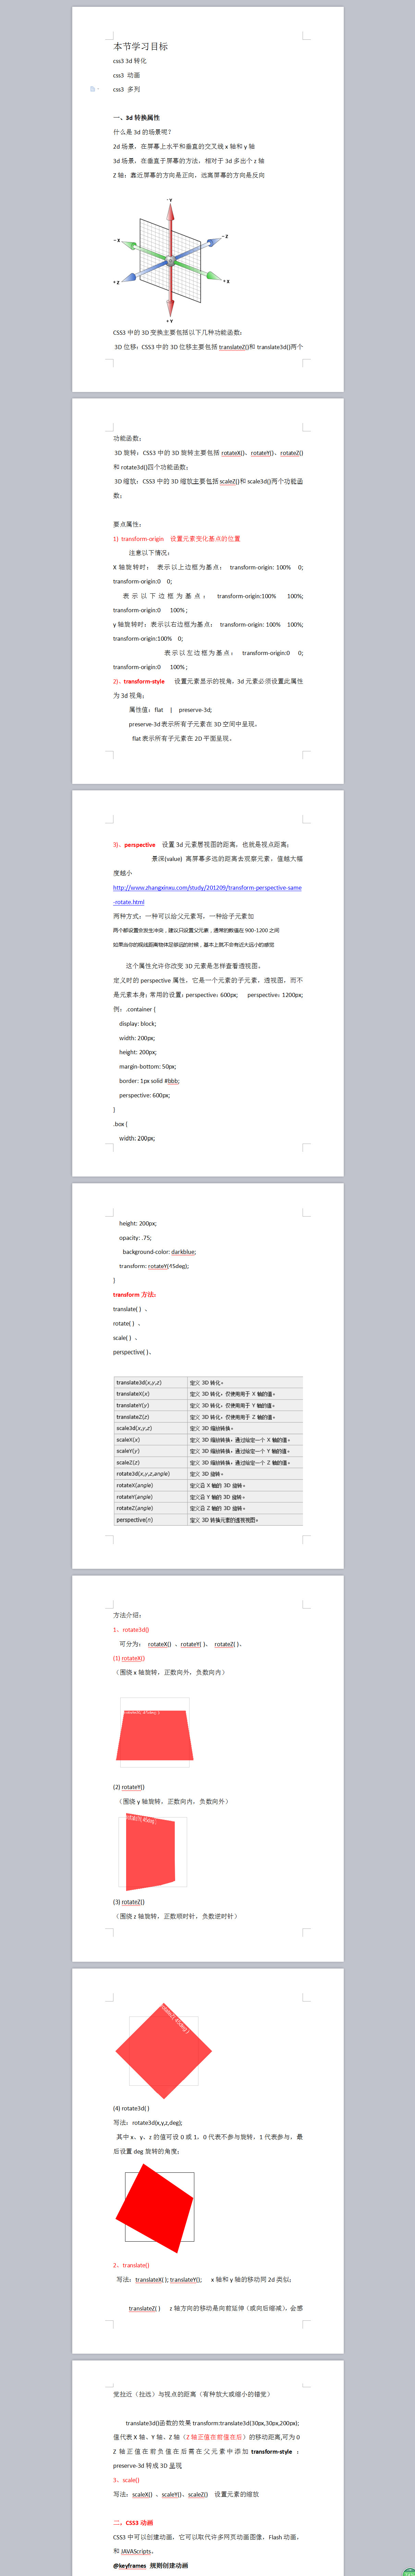 本节学习目标
css3 3d 转化
css3 动画
css3 多列
一、3d 转换属性
什么是 3d 的场景呢？
2d 场景，在屏幕上水平和垂直的交叉线 x 轴和 y 轴
3d 场景，在垂直于屏幕的方法，相对于 3d 多出个 z 轴
Z 轴：靠近屏幕的方向是正向，远离屏幕的方向是反向
- Y
- X
- Z
+ Z
+ X
+ Y
CSS3 中的 3D 变换主要包括以下几种功能函数：
3D 位移：CSS3 中的 3D 位移主要包括 translateZ()和 translate3d()两个
功能函数；
3D 旋转：CSS3 中的 3D 旋转主要包括 rotateX()、rotateY()、rotateZ()
和 rotate3d()四个功能函数；
3D 缩放：CSS3 中的 3D 缩放主要包括 scaleZ()和 scale3d()两个功能函
数；
要点属性：
1) transform-origin 设置元素变化基点的位置
注意以下情况：
X 轴旋转时： 表示以上边框为基点： transform-origin: 100% 0;
transform-origin:0 0;
表示以下边框为基点： transform-origin:100% 100%;
transform-origin:0 100% ;
y 轴旋转时：表示以右边框为基点： transform-origin: 100% 100%;
transform-origin:100% 0;
表示以左边框为基点： transform-origin:0 0;
transform-origin:0 100% ;
2)、transform-style 设置元素显示的视角，3d 元素必须设置此属性
为 3d 视角；
属性值：flat | preserve-3d;
preserve-3d 表示所有子元素在 3D 空间中呈现。
flat 表示所有子元素在 2D 平面呈现。
3)、perspective 设置 3d 元素景视图的距离，也就是视点距离；
景深(value) 离屏幕多远的距离去观察元素，值越大幅
度越小
http://www.zhangxinxu.com/study/201209/transform-perspective-same
-rotate.html
两种方式：一种可以给父元素写，一种给子元素加
两个都设置会发生冲突，建议只设置父元素，通常的数值在 900-1200 之间
如果当你的视线距离物体足够远的时候，基本上就不会有近大远小的感觉
这个属性允许你改变 3D 元素是怎样查看透视图。
定义时的 perspective 属性，它是一个元素的子元素，透视图，而不
是元素本身；常用的设置：perspective：600px; perspective：1200px;
例：.container {
display: block;
width: 200px;
height: 200px;
margin-bottom: 50px;
border: 1px solid #bbb;
perspective: 600px;
}
.box {
width: 200px;
height: 200px;
opacity: .75;
background-color: darkblue;
transform: rotateY(45deg);
}
transform 方法：
translate( ) 、
rotate( ) 、
scale( ) 、
perspective( )、
translate3d(x,y,z) 定义 3D 转化。
translateX(x) 定义 3D 转化，仅使用用于 X 轴的值。
translateY(y) 定义 3D 转化，仅使用用于 Y 轴的值。
translateZ(z) 定义 3D 转化，仅使用用于 Z 轴的值。
scale3d(x,y,z) 定义 3D 缩放转换。
scaleX(x) 定义 3D 缩放转换，通过给定一个 X 轴的值。
scaleY(y) 定义 3D 缩放转换，通过给定一个 Y 轴的值。
scaleZ(z) 定义 3D 缩放转换，通过给定一个 Z 轴的值。
rotate3d(x,y,z,angle) 定义 3D 旋转。
rotateX(angle) 定义沿 X 轴的 3D 旋转。
rotateY(angle) 定义沿 Y 轴的 3D 旋转。
rotateZ(angle) 定义沿 Z 轴的 3D 旋转。
perspective(n) 定义 3D 转换元素的透视视图。
方法介绍：
1、rotate3d()
可分为： rotateX() 、rotateY( )、 rotateZ( )、
(1) rotateX()
（围绕 x 轴旋转，正数向外，负数向内）
(2) rotateY()
（围绕 y 轴旋转，正数向内，负数向外）
(3) rotateZ()
（围绕 z 轴旋转，正数顺时针，负数逆时针）
(4) rotate3d( )
写法：rotate3d(x,y,z,deg);
其中 x、y、z 的值可设 0 或 1，0 代表不参与旋转，1 代表参与，最
后设置 deg 旋转的角度；
2、translate()
写法：translateX( ); translateY(); x 轴和 y 轴的移动同 2d 类似；
translateZ( ) z 轴方向的移动是向前延伸（或向后缩减），会感
觉拉近（拉远）与视点的距离（有种放大或缩小的错觉）
translate3d()函数的效果 transform:translate3d(30px,30px,200px);
值代表 X 轴、Y 轴、Z 轴（Z 轴正值在前值在后）的移动距离,可为 0
Z 轴正值在前负值在后需在父元素中添加 transform-style ：
preserve-3d 转成 3D 呈现
3、scale()
写法：scaleX() 、scaleY()、scaleZ() 设置元素的缩放
二，CSS3 动画
CSS3 中可以创建动画，它可以取代许多网页动画图像，Flash 动画，
和 JAVAScripts。
@keyframes 规则创建动画